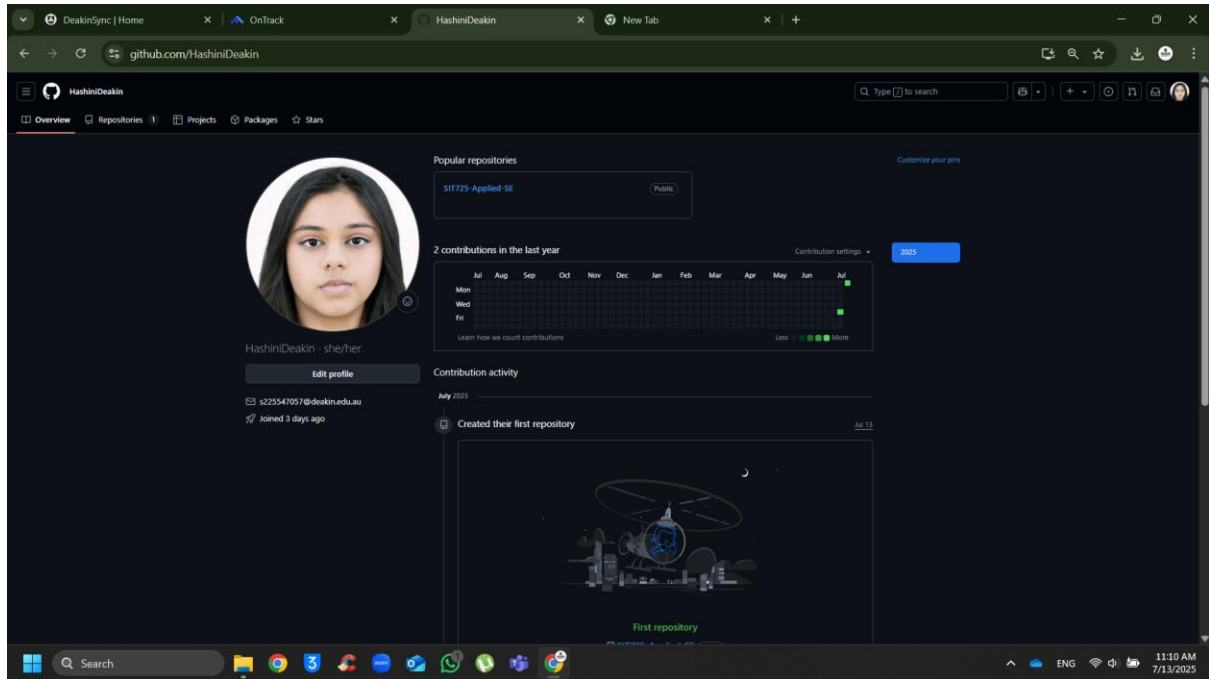 DeakinSync | Home
OnTrack
HashiniDeakin
New Tab
github.com/HashiniDeakin
HashiniDeakin
Type / to search
Overview
Repositories 1
Projects
Packages
Stars
Popular repositories
Customize your pins
SIT725-Applied-SE
Public
2 contributions in the last year
Contribution settings
2025
Jul Aug Sep Oct Nov Dec Jan Feb Mar Apr May Jun Jul
Mon
Wed
Fri
Learn how we count contributions
Less
More
HashiniDeakin · she/her
Edit profile
s225547057@deakin.edu.au
Joined 3 days ago
Contribution activity
July 2025
Created their first repository
Jul 13
First repository
Search
ENG
11:10 AM
7/13/2025